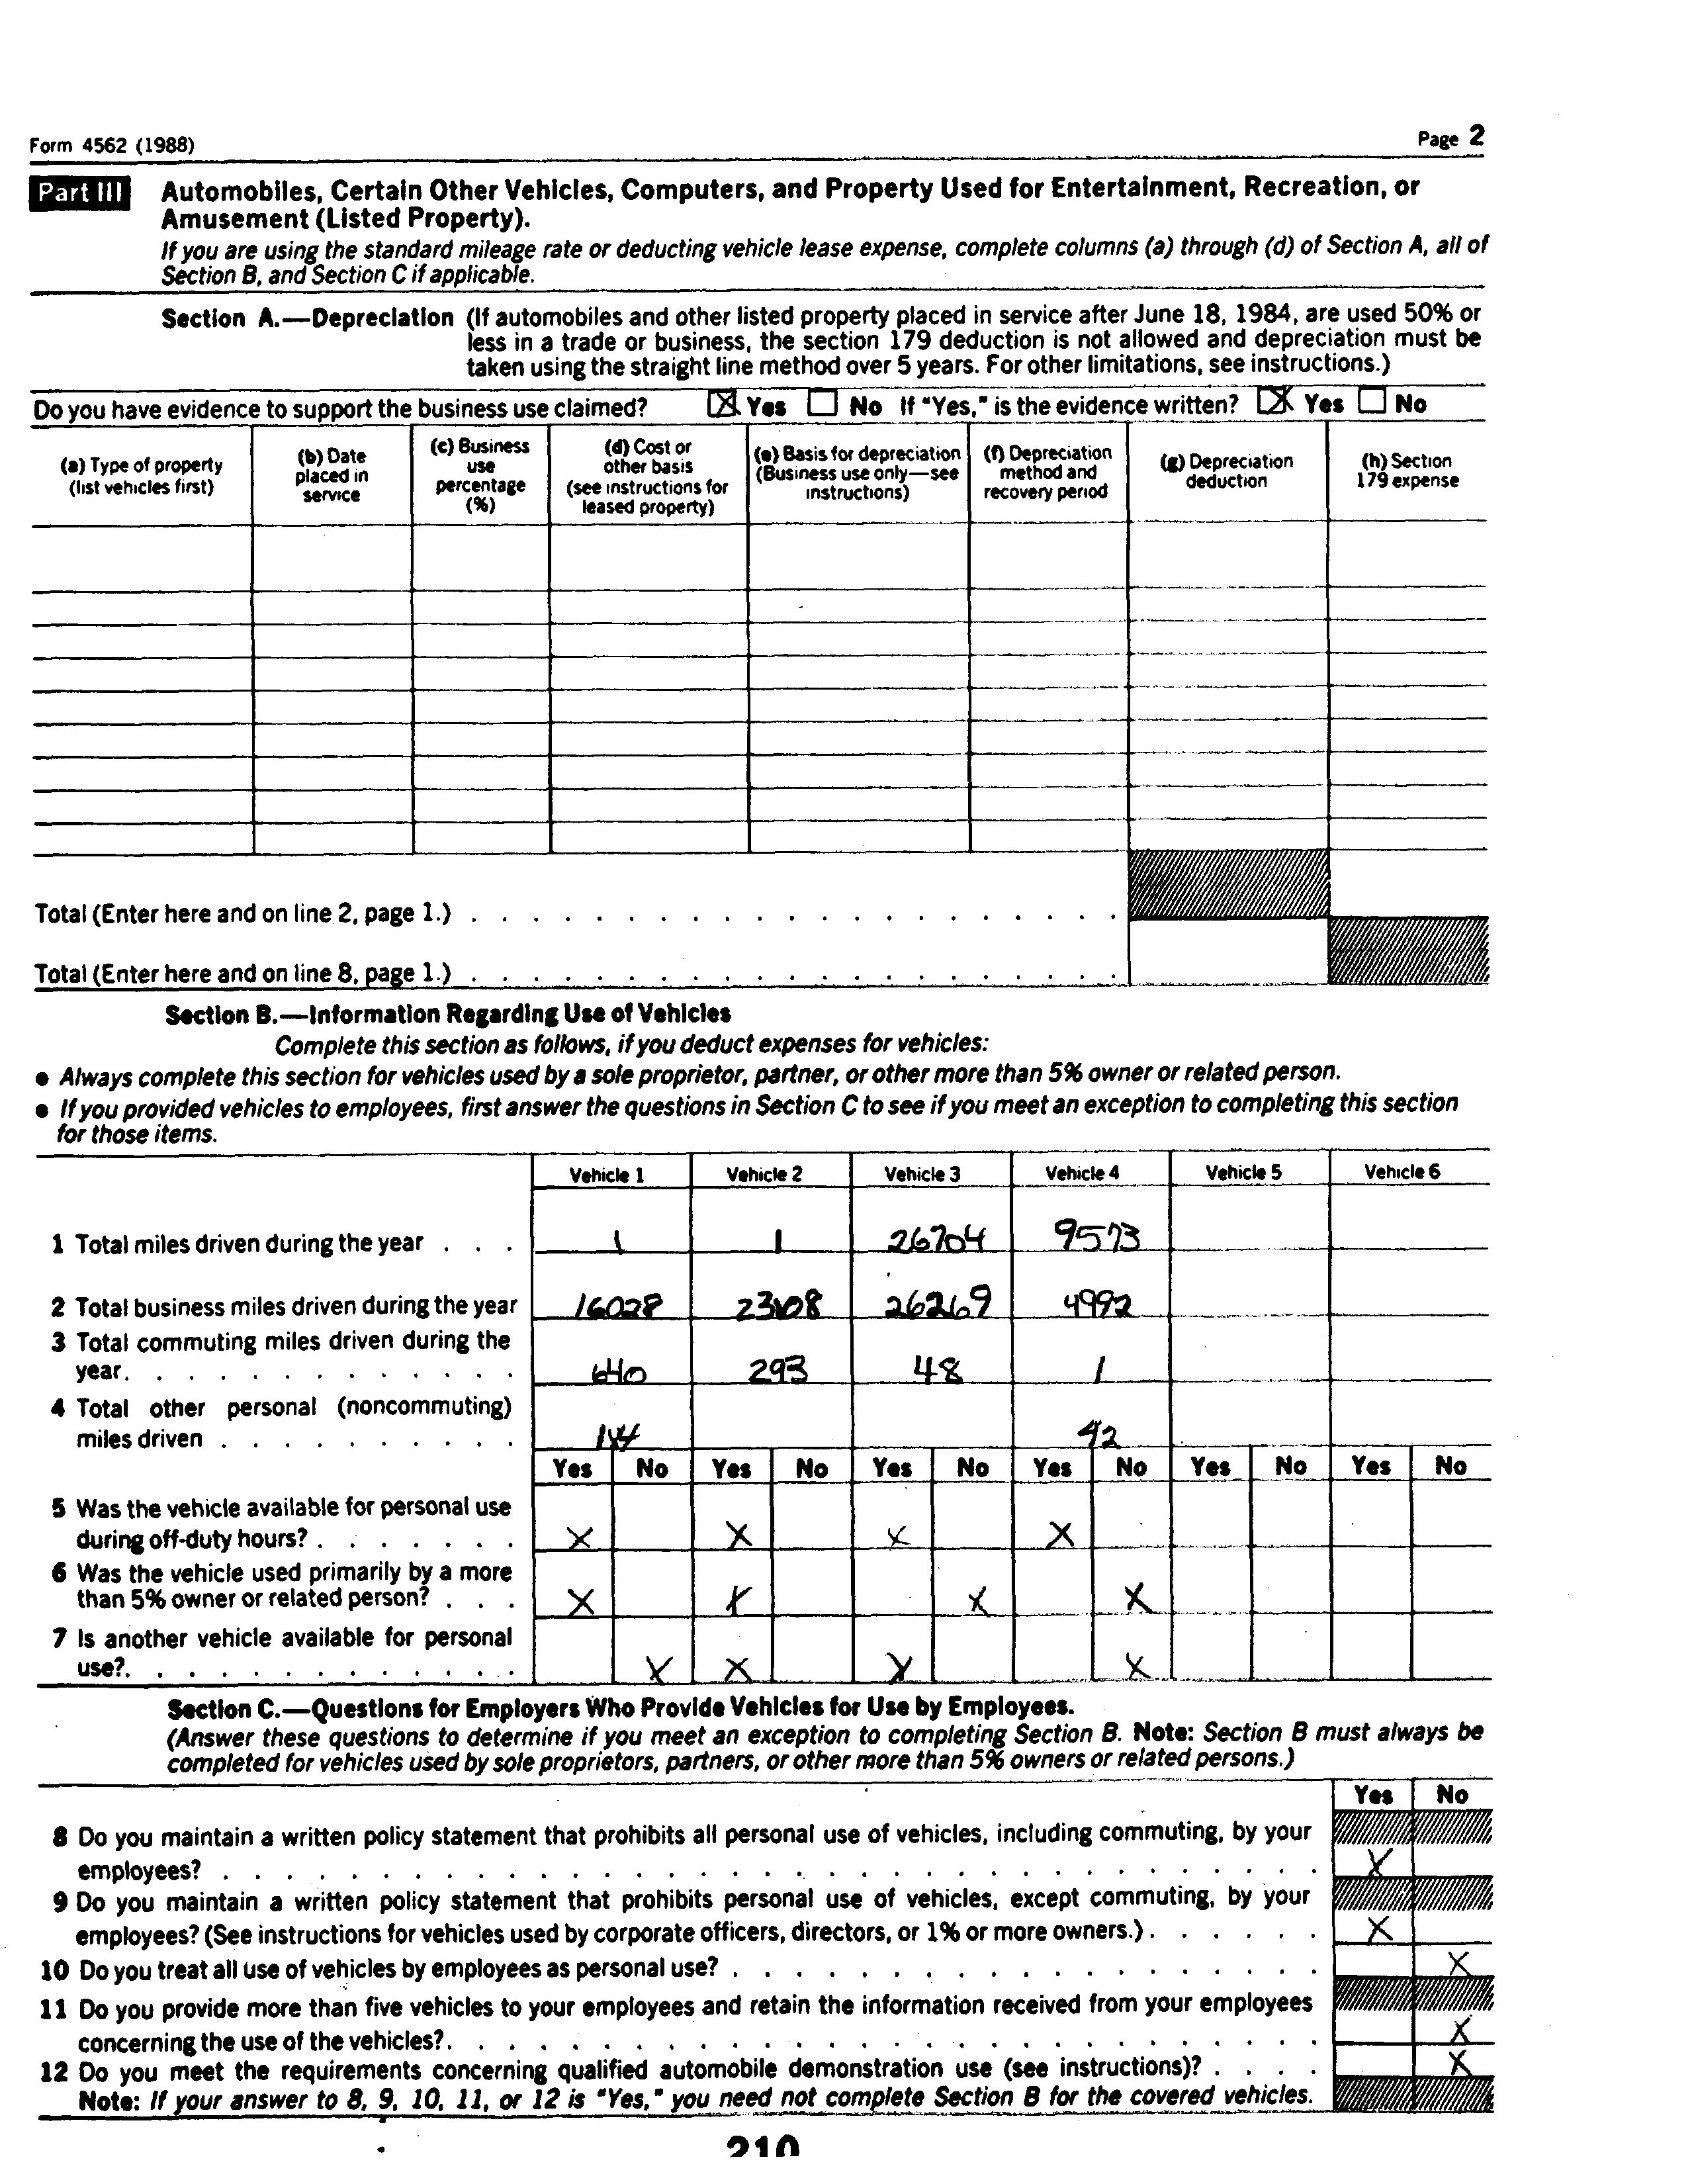 Form 4562 (1988)
Page 2
Part III
Automobiles, Certain Other Vehicles, Computers, and Property Used for Entertainment, Recreation, or
Amusement (Listed Property).
If you are using the standard mileage rate or deducting vehicle lease expense, complete columns (a) through (d) of Section A, all of
Section B, and Section C if applicable.
Section A.—Depreciation (If automobiles and other listed property placed in service after June 18, 1984, are used 50% or
less in a trade or business, the section 179 deduction is not allowed and depreciation must be
taken using the straight line method over 5 years. For other limitations, see instructions.)
Do you have evidence to support the business use claimed? X Yes No If "Yes," is the evidence written? X Yes No
(a) Type of property
(list vehicles first)
(b) Date
placed in
service
(c) Business
use
percentage
(%)
(d) Cost or
other basis
(see instructions for
leased property)
(e) Basis for depreciation
(Business use only—see
instructions)
(f) Depreciation
method and
recovery period
(g) Depreciation
deduction
(h) Section
179 expense
Total (Enter here and on line 2, page 1.)
Total (Enter here and on line 8, page 1.)
Section B.—Information Regarding Use of Vehicles
Complete this section as follows, if you deduct expenses for vehicles:
● Always complete this section for vehicles used by a sole proprietor, partner, or other more than 5% owner or related person.
● If you provided vehicles to employees, first answer the questions in Section C to see if you meet an exception to completing this section
for those items.
Vehicle 1 Vehicle 2 Vehicle 3 Vehicle 4 Vehicle 5 Vehicle 6
1 Total miles driven during the year . . . 1 1 26704 9573
2 Total business miles driven during the year 16028 23108 26269 4992
3 Total commuting miles driven during the
year. . . . . . . . . . . . . 640 293 48 1
4 Total other personal (noncommuting)
miles driven . . . . . . . . . . 144 92
Yes No Yes No Yes No Yes No Yes No Yes No
5 Was the vehicle available for personal use
during off-duty hours? . . . . . . . X X X X
6 Was the vehicle used primarily by a more
than 5% owner or related person? . . . X X X X
7 Is another vehicle available for personal
use?. . . . . . . . . . . . . X X X X
Section C.—Questions for Employers Who Provide Vehicles for Use by Employees.
(Answer these questions to determine if you meet an exception to completing Section B. Note: Section B must always be
completed for vehicles used by sole proprietors, partners, or other more than 5% owners or related persons.)
Yes No
8 Do you maintain a written policy statement that prohibits all personal use of vehicles, including commuting, by your
employees? X
9 Do you maintain a written policy statement that prohibits personal use of vehicles, except commuting, by your
employees? (See instructions for vehicles used by corporate officers, directors, or 1% or more owners.) . . . . . . X
10 Do you treat all use of vehicles by employees as personal use? X
11 Do you provide more than five vehicles to your employees and retain the information received from your employees
concerning the use of the vehicles?. X
12 Do you meet the requirements concerning qualified automobile demonstration use (see instructions)? . . . . X
Note: If your answer to 8, 9, 10, 11, or 12 is "Yes," you need not complete Section B for the covered vehicles.
210